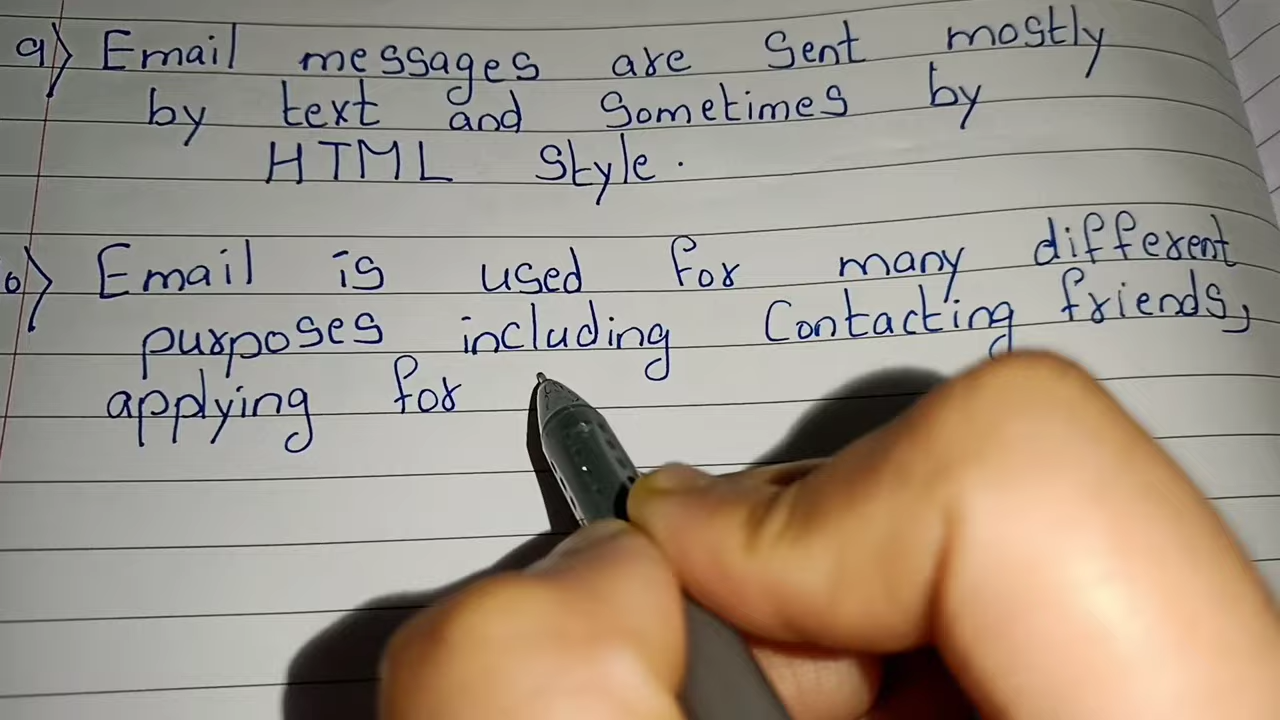 9) Email messages are Sent mostly
by text and Sometimes by
HTML Style.
6) Email is used for many different
purposes including Contacting friends,
applying for